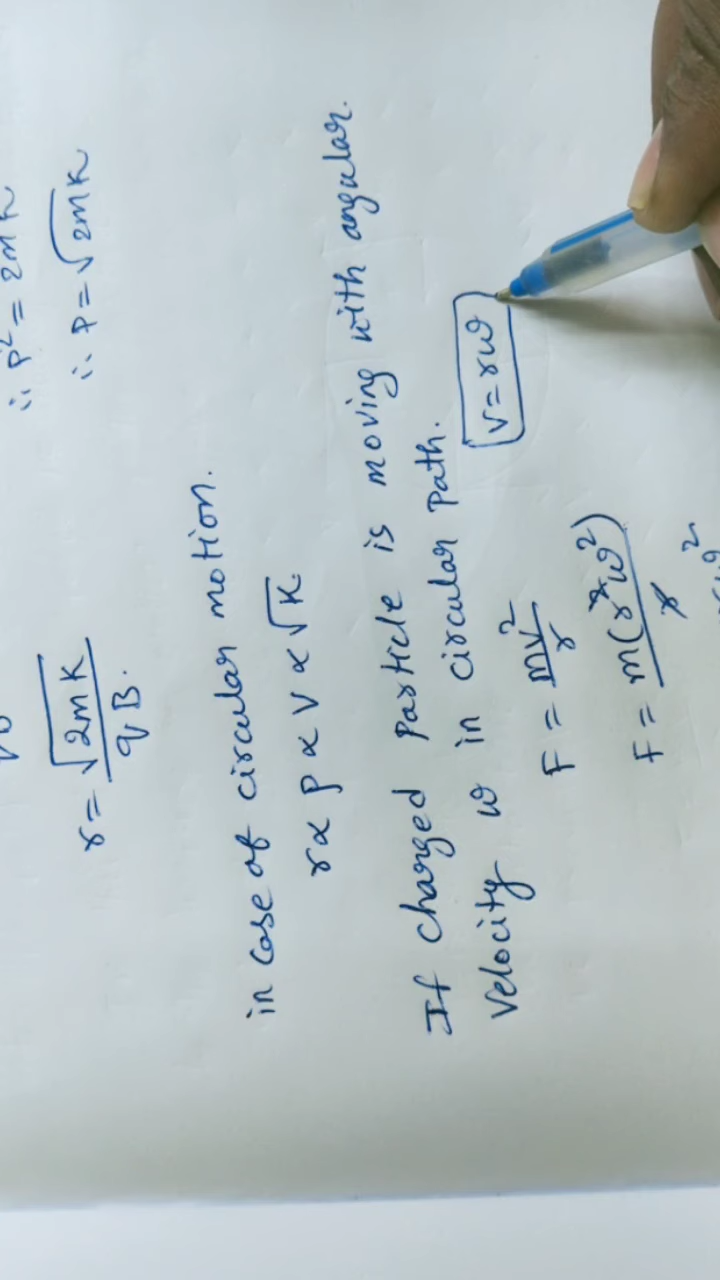 ∴ P² = 2mK
∴ P = √2mK
r = √2mK / qB.
in case of circular motion.
r ∝ P ∝ V ∝ √K
If charged particle is moving with angular.
Velocity ω in circular path.
F = mv²/r
V = rω
F = m(r²ω²)/r